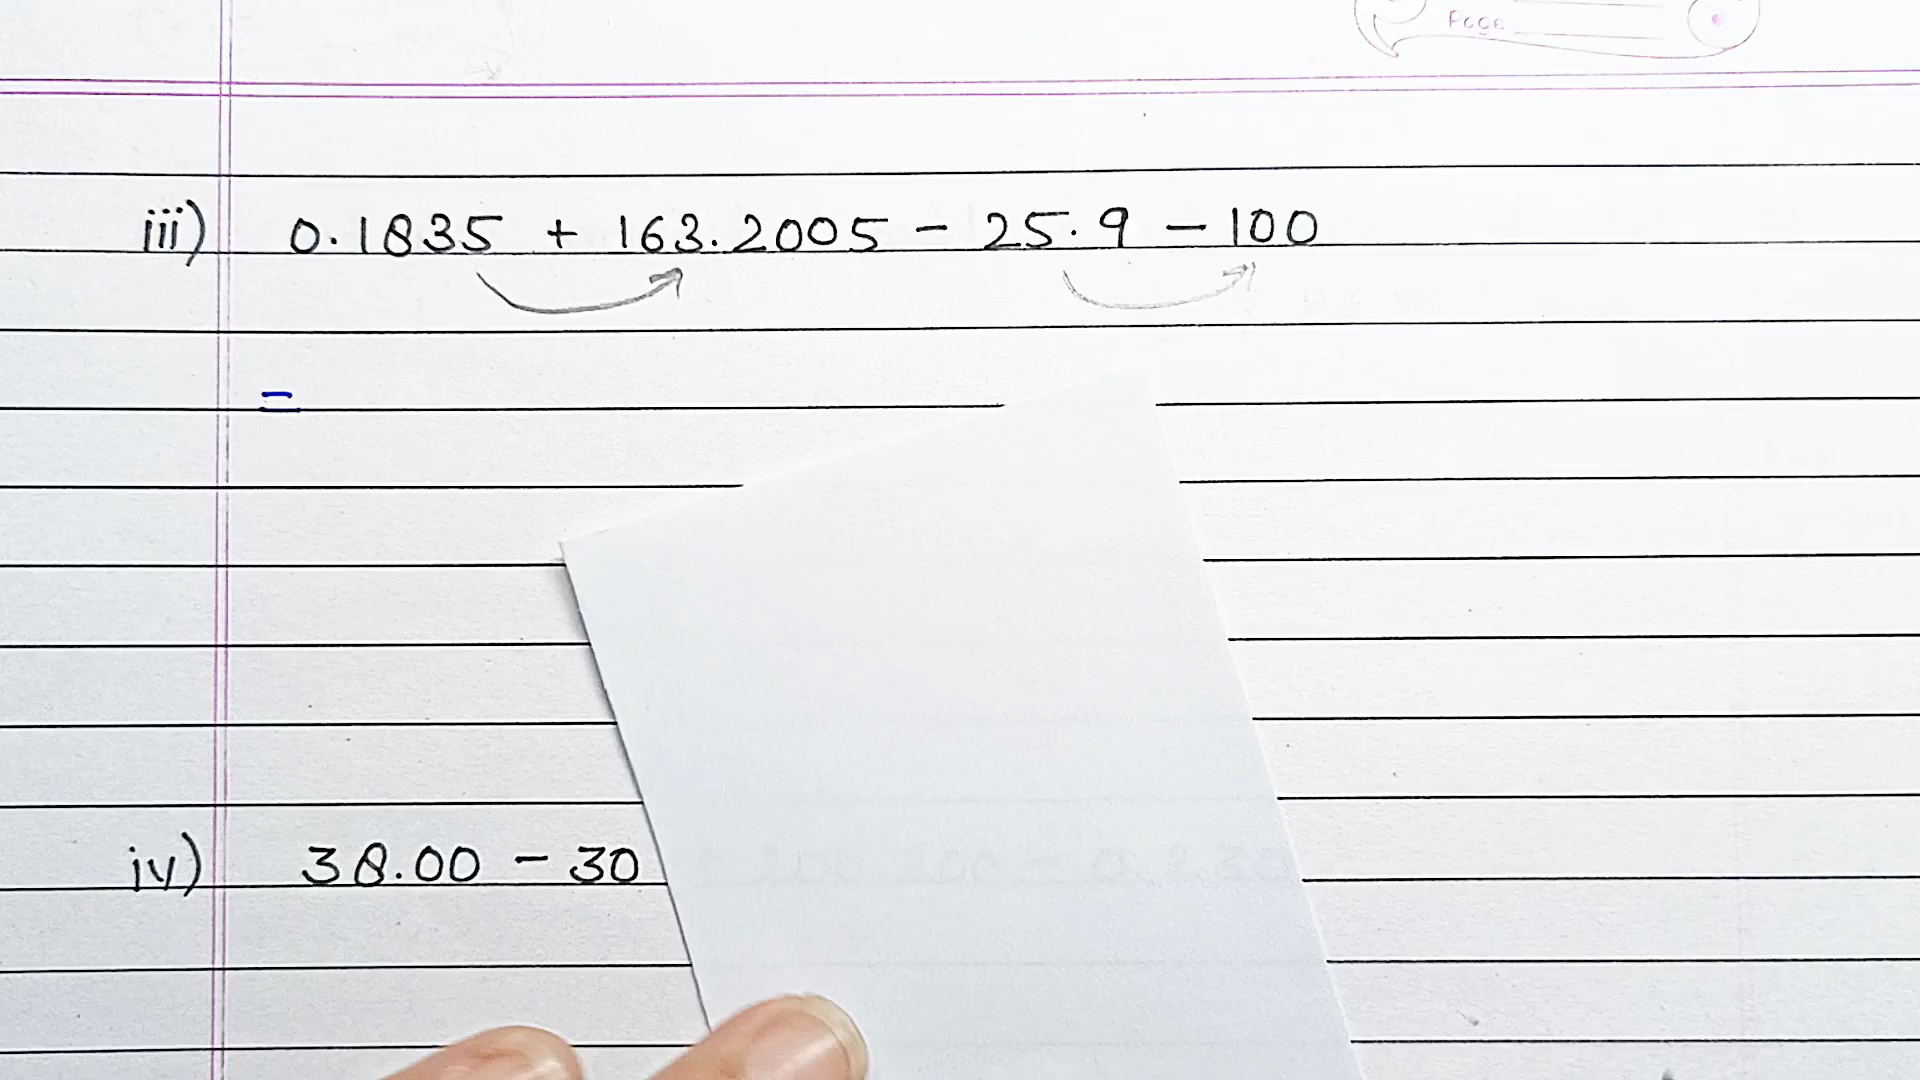 Page
iii) 0.1835 + 163.2005 - 25.9 - 100
=
iv) 38.00 - 30